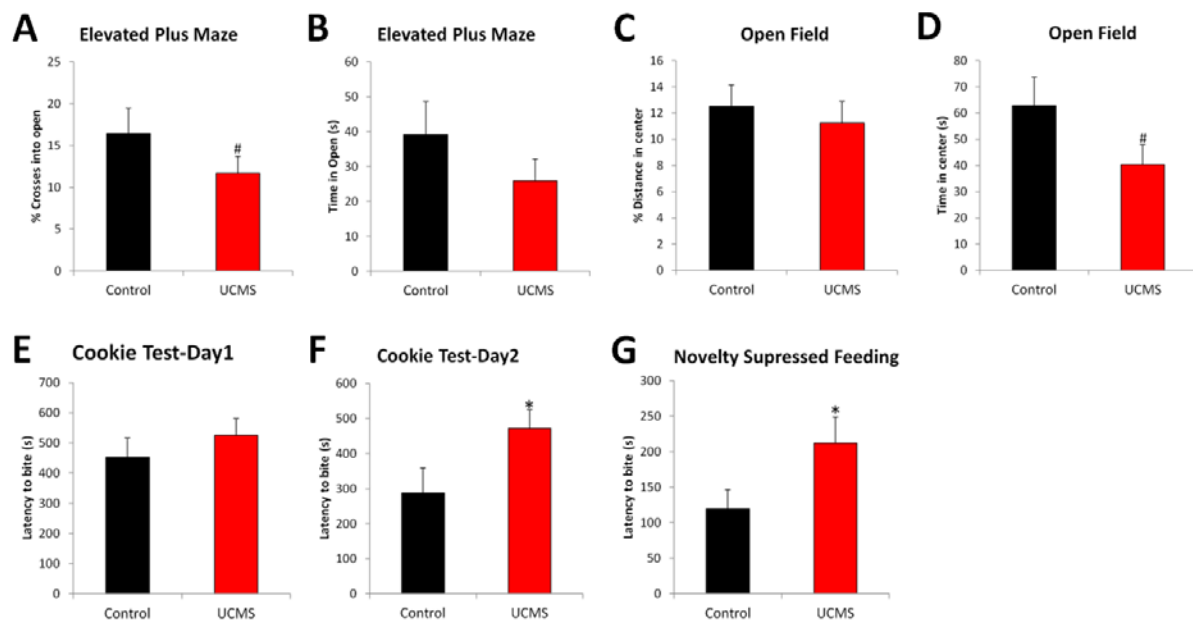 A Elevated Plus Maze
% Crosses into open
25
20
15
10
5
0
#
Control UCMS
B Elevated Plus Maze
Time in Open (s)
60
50
40
30
20
10
0
Control UCMS
C Open Field
% Distance in center
16
14
12
10
8
6
4
2
0
Control UCMS
D Open Field
Time in center (s)
80
70
60
50
40
30
20
10
0
#
Control UCMS
E Cookie Test-Day1
Latency to bite (s)
700
600
500
400
300
200
100
0
Control UCMS
F Cookie Test-Day2
Latency to bite (s)
600
500
400
300
200
100
0
*
Control UCMS
G Novelty Supressed Feeding
Latency to bite (s)
300
250
200
150
100
50
0
*
Control UCMS